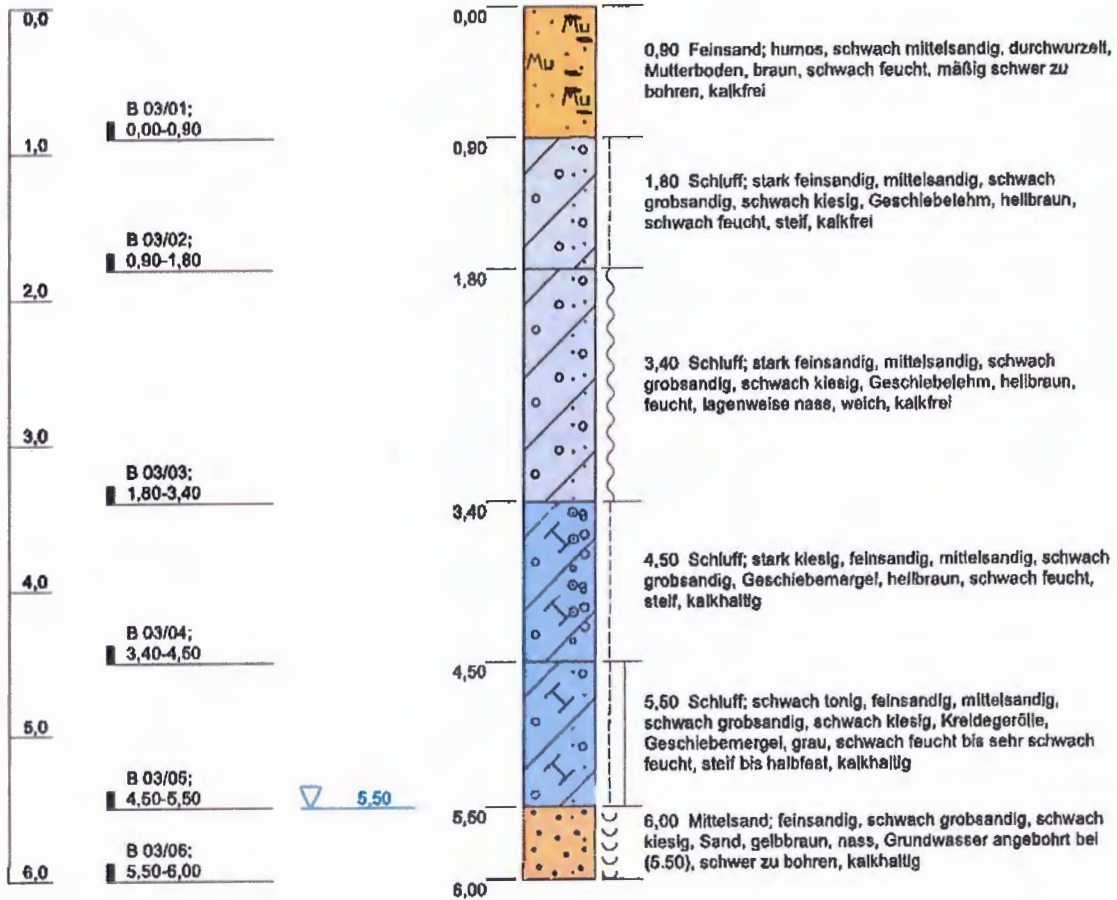 0,0
1,0
2,0
3,0
4,0
5,0
6,0
B 03/01;
0,00-0,90
B 03/02;
0,90-1,80
B 03/03;
1,80-3,40
B 03/04;
3,40-4,50
B 03/05;
4,50-5,50
B 03/06;
5,50-6,00
5,50
0,00
0,90
1,80
3,40
4,50
5,50
6,00
Mu
Mu
Mu
0,90 Feinsand; humos, schwach mittelsandig, durchwurzelt,
Mutterboden, braun, schwach feucht, mäßig schwer zu
bohren, kalkfrei
1,80 Schluff; stark feinsandig, mittelsandig, schwach
grobsandig, schwach kiesig, Geschiebelehm, hellbraun,
schwach feucht, steif, kalkfrei
3,40 Schluff; stark feinsandig, mittelsandig, schwach
grobsandig, schwach kiesig, Geschiebelehm, hellbraun,
feucht, lagenweise nass, weich, kalkfrei
4,50 Schluff; stark kiesig, feinsandig, mittelsandig, schwach
grobsandig, Geschiebemergel, hellbraun, schwach feucht,
steif, kalkhaltig
5,50 Schluff; schwach tonig, feinsandig, mittelsandig,
schwach grobsandig, schwach kiesig, Kreidegerölle,
Geschiebemergel, grau, schwach feucht bis sehr schwach
feucht, steif bis halbfest, kalkhaltig
6,00 Mittelsand; feinsandig, schwach grobsandig, schwach
kiesig, Sand, gelbbraun, nass, Grundwasser angebohrt bei
(5.50), schwer zu bohren, kalkhaltig